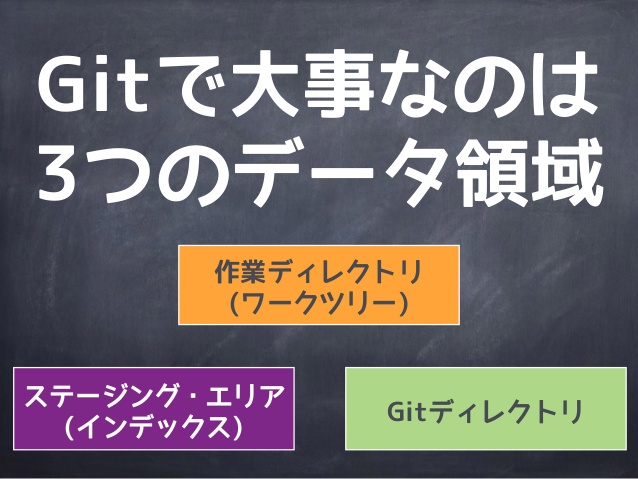 Gitで大事なのは
3つのデータ領域
作業ディレクトリ
(ワークツリー)
ステージング・エリア
(インデックス)
Gitディレクトリ